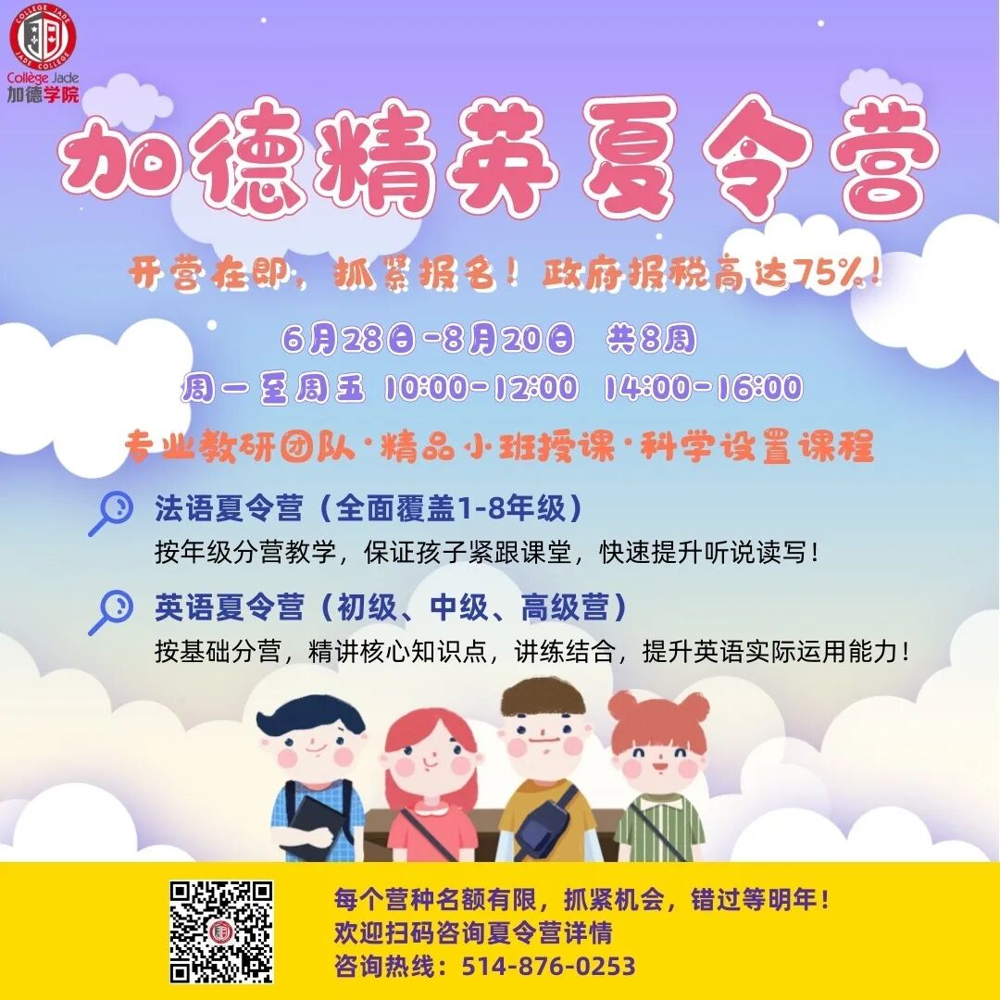 COLLEGE JADE
JADE COLLEGE
Collège Jade
加德学院
加德精英夏令营
开营在即，抓紧报名！政府报税高达75%！
6月28日-8月20日 共8周
周一至周五 10:00-12:00 14:00-16:00
专业教研团队·精品小班授课·科学设置课程
法语夏令营（全面覆盖1-8年级）
按年级分营教学，保证孩子紧跟课堂，快速提升听说读写！
英语夏令营（初级、中级、高级营）
按基础分营，精讲核心知识点，讲练结合，提升英语实际运用能力！
每个营种名额有限，抓紧机会，错过等明年！
欢迎扫码咨询夏令营详情
咨询热线：514-876-0253